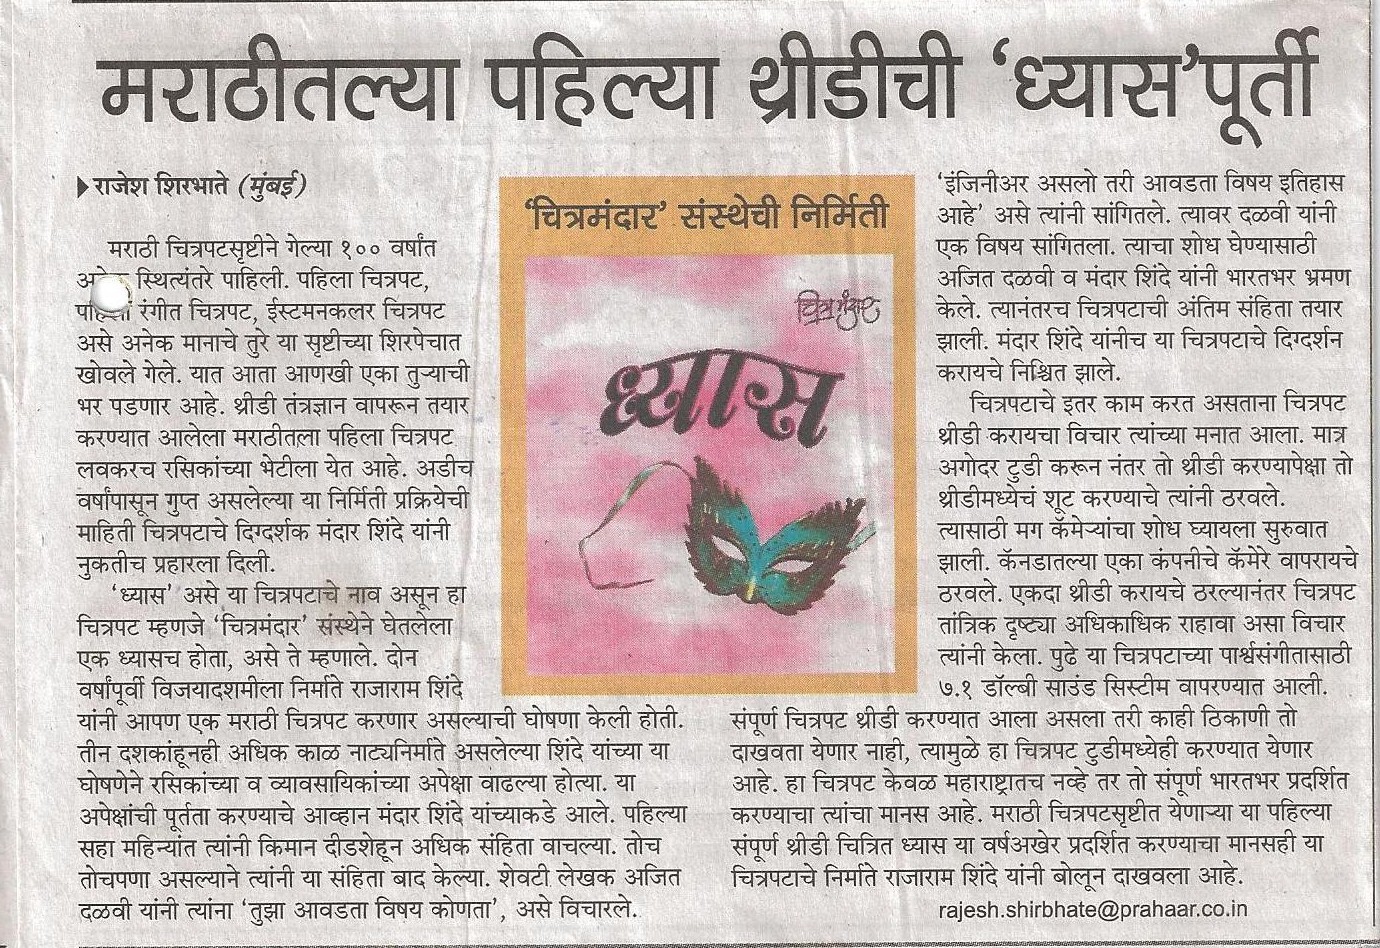 मराठीतल्या पहिल्या थ्रीडीची ‘ध्यास’पूर्ती
राजेश शिरभाते (मुंबई)
मराठी चित्रपटसृष्टीने गेल्या १०० वर्षांत
स्थित्यंतरे पाहिली. पहिला चित्रपट,
रंगीत चित्रपट, ईस्टमनकलर चित्रपट
असे अनेक मानाचे तुरे या सृष्टीच्या शिरपेचात
खोवले गेले. यात आता आणखी एका तुऱ्याची
भर पडणार आहे. थ्रीडी तंत्रज्ञान वापरून तयार
करण्यात आलेला मराठीतला पहिला चित्रपट
लवकरच रसिकांच्या भेटीला येत आहे. अडीच
वर्षांपासून गुप्त असलेल्या या निर्मिती प्रक्रियेची
माहिती चित्रपटाचे दिग्दर्शक मंदार शिंदे यांनी
नुकतीच प्रहारला दिली.
‘ध्यास’ असे या चित्रपटाचे नाव असून हा
चित्रपट म्हणजे ‘चित्रमंदार’ संस्थेने घेतलेला
एक ध्यासच होता, असे ते म्हणाले. दोन
वर्षांपूर्वी विजयादशमीला निर्माते राजाराम शिंदे
यांनी आपण एक मराठी चित्रपट करणार असल्याची घोषणा केली होती.
तीन दशकांहूनही अधिक काळ नाट्यनिर्माते असलेल्या शिंदे यांच्या या
घोषणेने रसिकांच्या व व्यावसायिकांच्या अपेक्षा वाढल्या होत्या. या
अपेक्षांची पूर्तता करण्याचे आव्हान मंदार शिंदे यांच्याकडे आले. पहिल्या
सहा महिन्यांत त्यांनी किमान दीडशेहून अधिक संहिता वाचल्या. तोच
तोचपणा असल्याने त्यांनी या संहिता बाद केल्या. शेवटी लेखक अजित
दळवी यांनी त्यांना ‘तुझा आवडता विषय कोणता’, असे विचारले.
‘चित्रमंदार’ संस्थेची निर्मिती
चित्रमंदार
ध्यास
‘इंजिनीअर असलो तरी आवडता विषय इतिहास
आहे’ असे त्यांनी सांगितले. त्यावर दळवी यांनी
एक विषय सांगितला. त्याचा शोध घेण्यासाठी
अजित दळवी व मंदार शिंदे यांनी भारतभर भ्रमण
केले. त्यानंतरच चित्रपटाची अंतिम संहिता तयार
झाली. मंदार शिंदे यांनीच या चित्रपटाचे दिग्दर्शन
करायचे निश्चित झाले.
चित्रपटाचे इतर काम करत असताना चित्रपट
थ्रीडी करायचा विचार त्यांच्या मनात आला. मात्र
अगोदर टुडी करून नंतर तो थ्रीडी करण्यापेक्षा तो
थ्रीडीमध्येचं शूट करण्याचे त्यांनी ठरवले.
त्यासाठी मग कॅमेऱ्यांचा शोध घ्यायला सुरुवात
झाली. कॅनडातल्या एका कंपनीचे कॅमेरे वापरायचे
ठरवले. एकदा थ्रीडी करायचे ठरल्यानंतर चित्रपट
तांत्रिक दृष्ट्या अधिकाधिक राहावा असा विचार
त्यांनी केला. पुढे या चित्रपटाच्या पार्श्वसंगीतासाठी
७.१ डॉल्बी साउंड सिस्टीम वापरण्यात आली.
संपूर्ण चित्रपट थ्रीडी करण्यात आला असला तरी काही ठिकाणी तो
दाखवता येणार नाही, त्यामुळे हा चित्रपट टुडीमध्येही करण्यात येणार
आहे. हा चित्रपट केवळ महाराष्ट्रातच नव्हे तर तो संपूर्ण भारतभर प्रदर्शित
करण्याचा त्यांचा मानस आहे. मराठी चित्रपटसृष्टीत येणाऱ्या या पहिल्या
संपूर्ण थ्रीडी चित्रित ध्यास या वर्षअखेर प्रदर्शित करण्याचा मानसही या
चित्रपटाचे निर्माते राजाराम शिंदे यांनी बोलून दाखवला आहे.
rajesh.shirbhate@prahaar.co.in